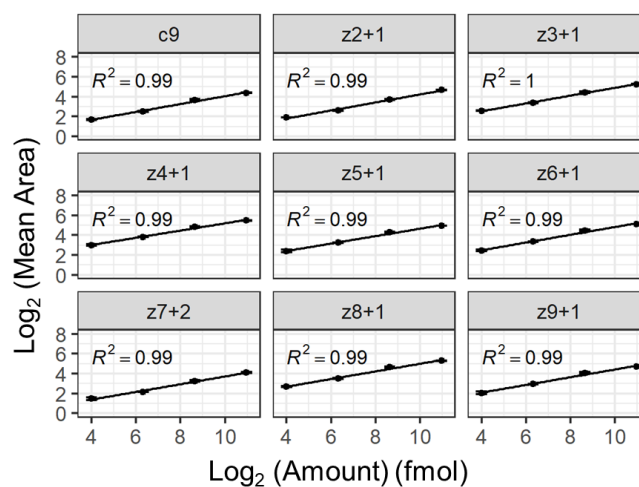 c9 z2+1 z3+1
8
6
4
2
0
R² = 0.99 R² = 0.99 R² = 1
z4+1 z5+1 z6+1
8
6
4
2
0
R² = 0.99 R² = 0.99 R² = 0.99
z7+2 z8+1 z9+1
8
6
4
2
0
R² = 0.99 R² = 0.99 R² = 0.99
4 6 8 10 4 6 8 10 4 6 8 10
Log₂ (Mean Area)
Log₂ (Amount) (fmol)